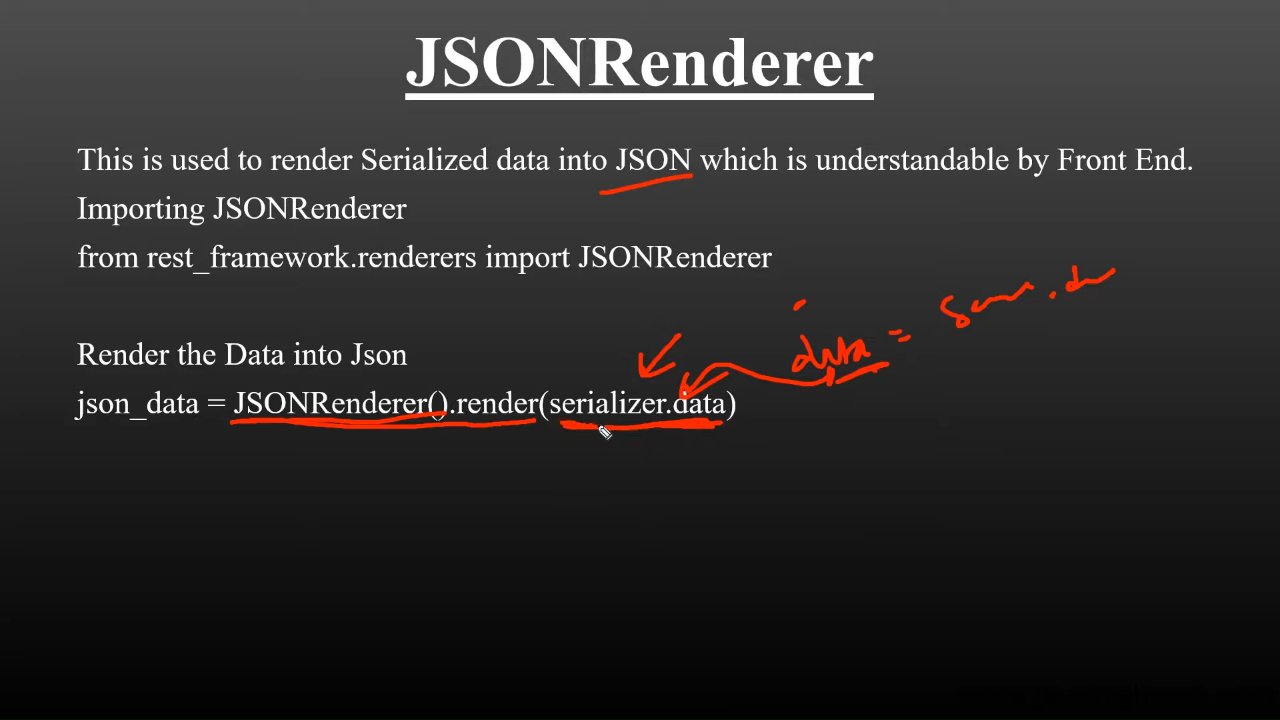 JSONRenderer
This is used to render Serialized data into JSON which is understandable by Front End.
Importing JSONRenderer
from rest_framework.renderers import JSONRenderer
Render the Data into Json
data =
json_data = JSONRenderer().render(serializer.data)